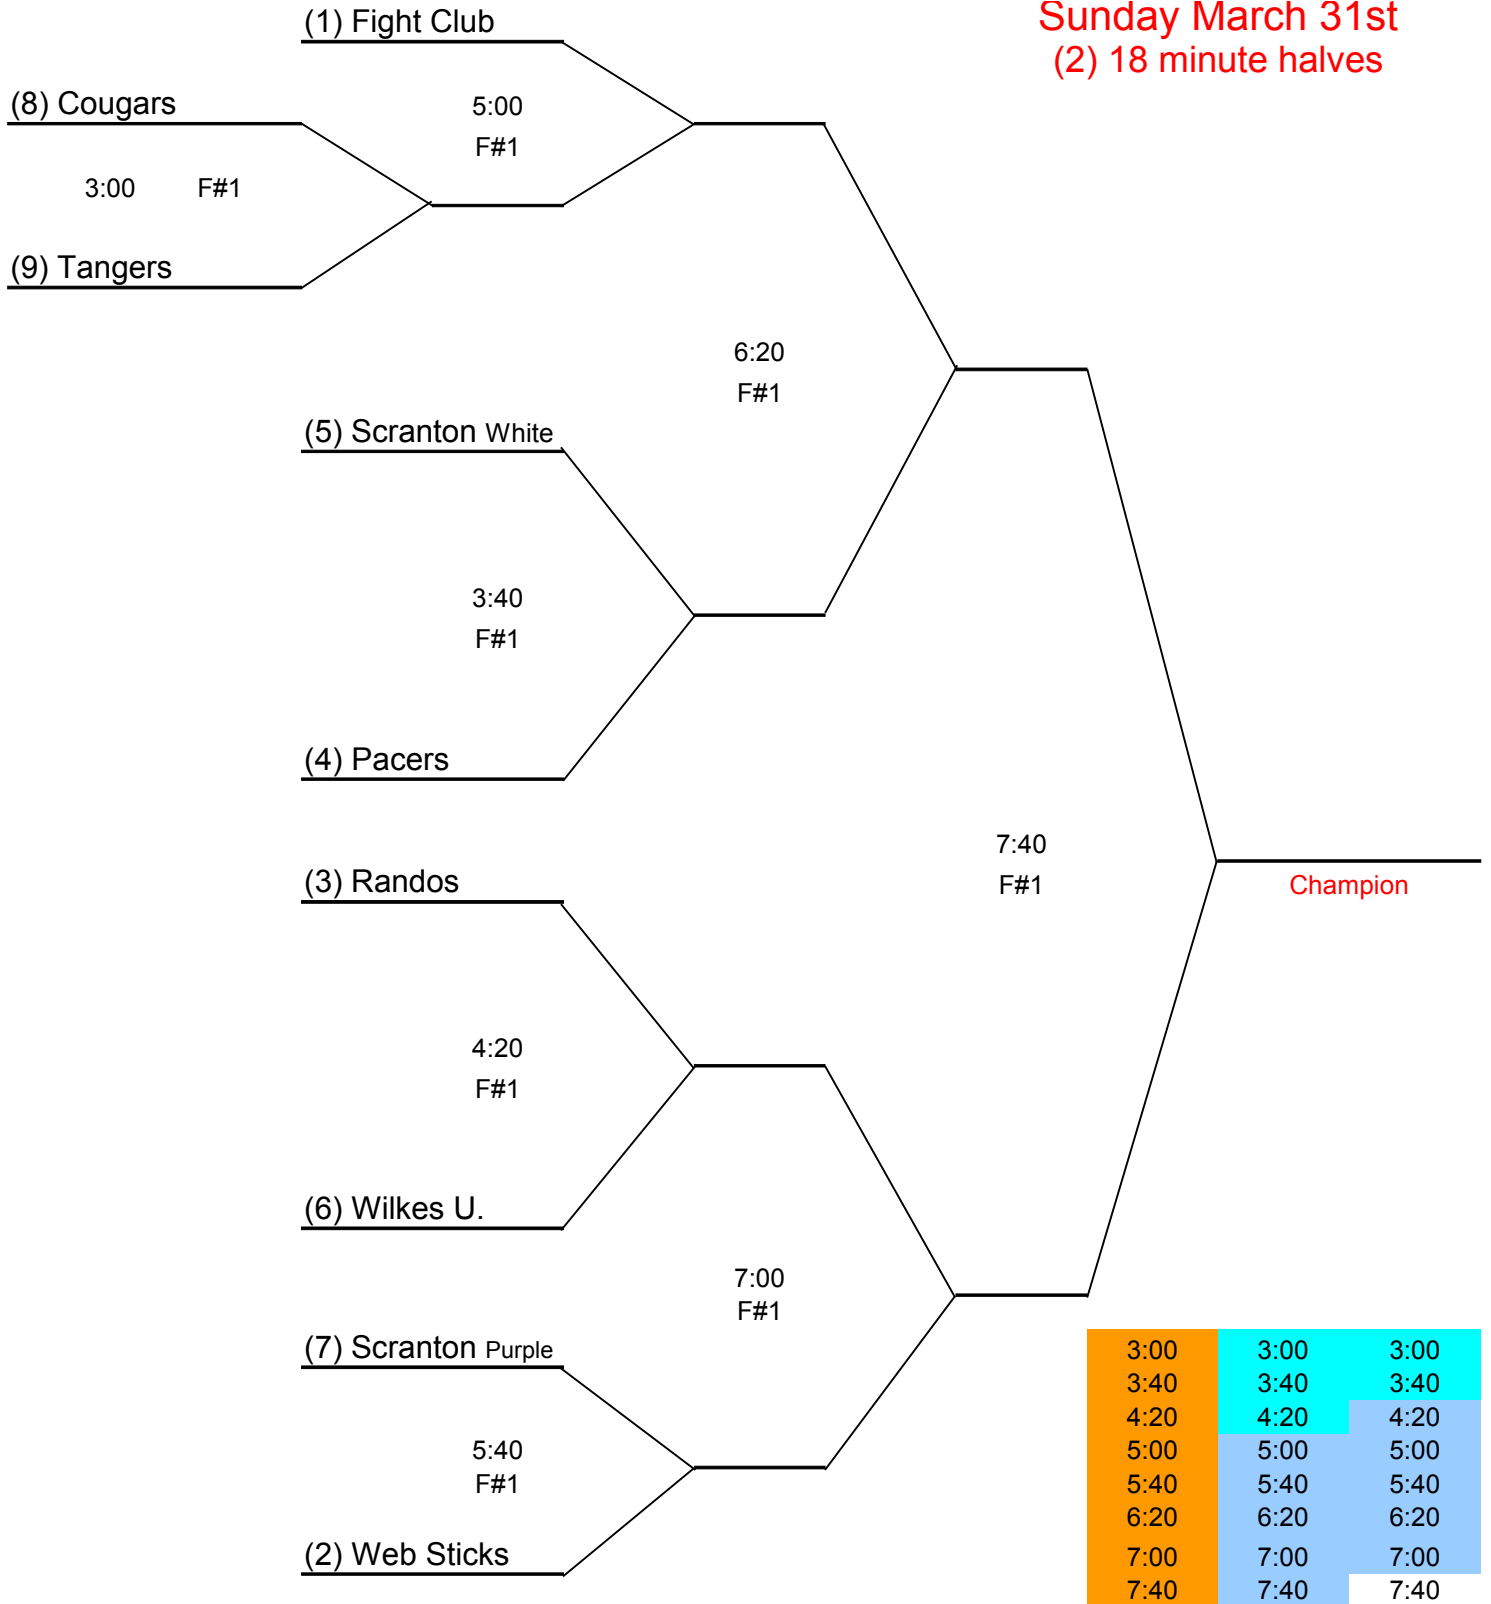 (1) Fight Club
Sunday March 31st
(2) 18 minute halves
(8) Cougars
5:00
F#1
3:00 F#1
(9) Tangers
6:20
F#1
(5) Scranton White
3:40
F#1
(4) Pacers
7:40
F#1
Champion
(3) Randos
4:20
F#1
(6) Wilkes U.
7:00
F#1
(7) Scranton Purple
5:40
F#1
(2) Web Sticks
3:00 3:00 3:00
3:40 3:40 3:40
4:20 4:20 4:20
5:00 5:00 5:00
5:40 5:40 5:40
6:20 6:20 6:20
7:00 7:00 7:00
7:40 7:40 7:40